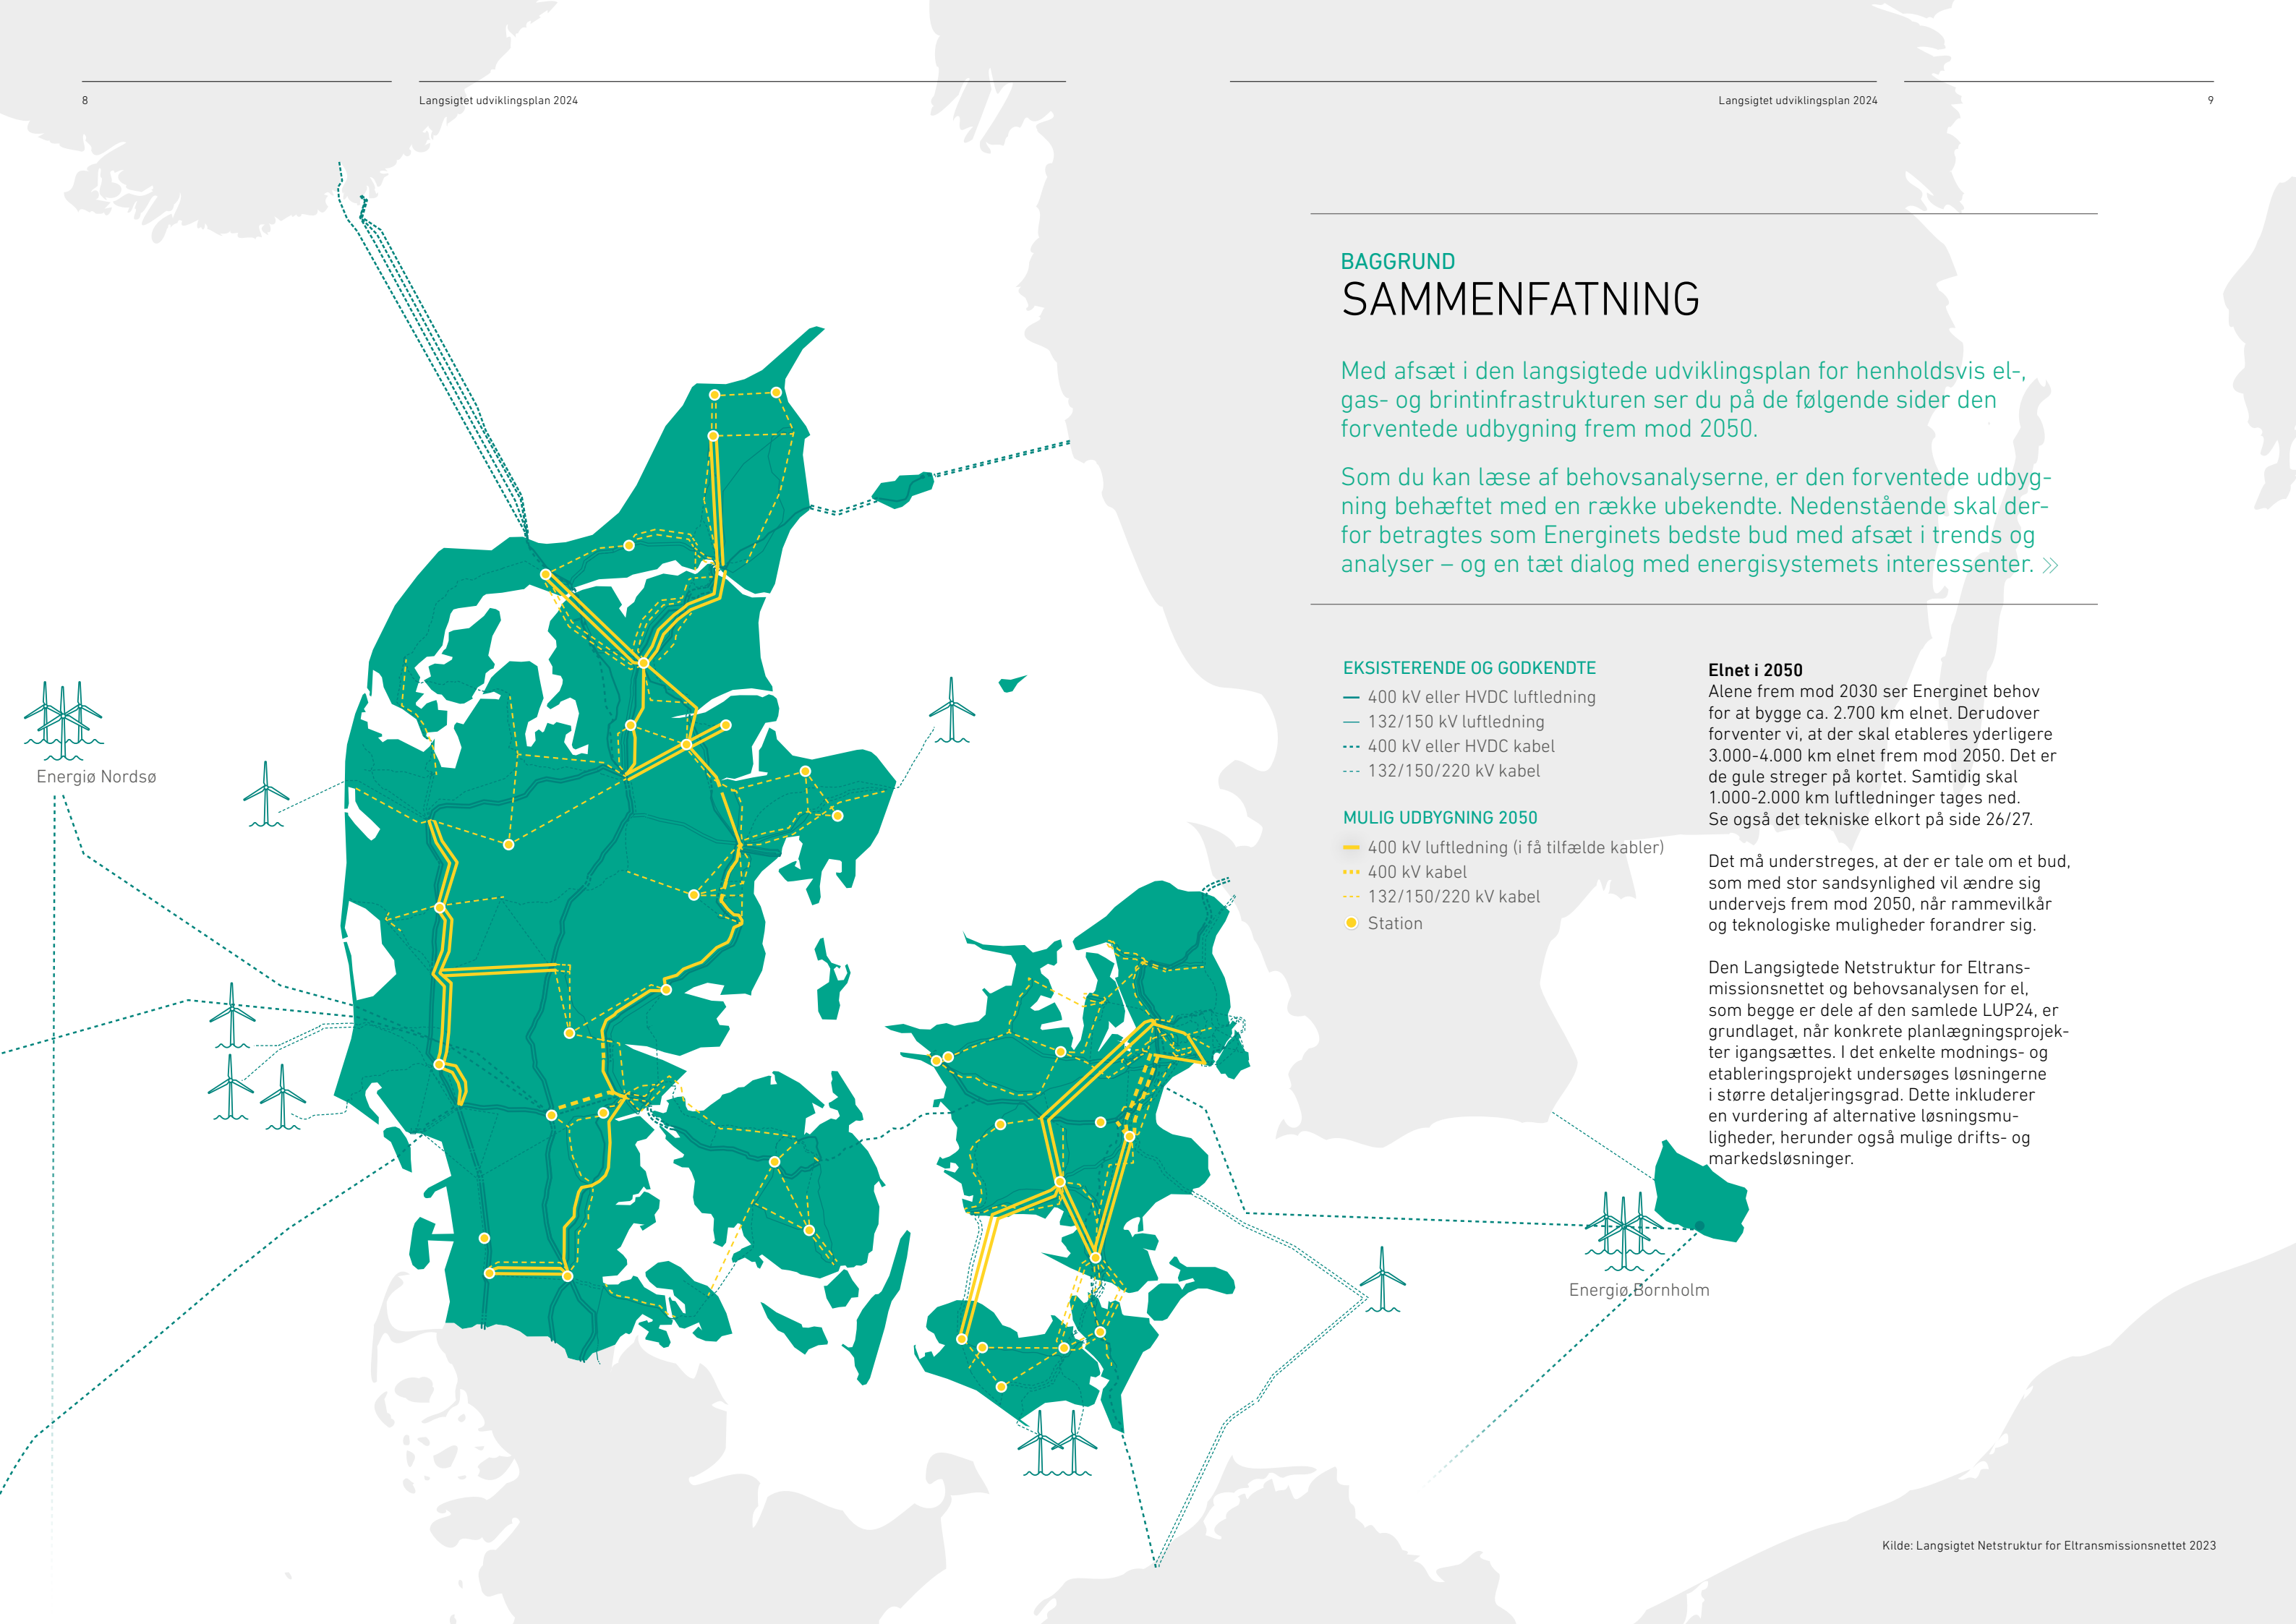 8
Langsigtet udviklingsplan 2024
Langsigtet udviklingsplan 2024
9
BAGGRUND
SAMMENFATNING
Med afsæt i den langsigtede udviklingsplan for henholdsvis el-,
gas- og brintinfrastrukturen ser du på de følgende sider den
forventede udbygning frem mod 2050.
Som du kan læse af behovsanalyserne, er den forventede udbyg-
ning behæftet med en række ubekendte. Nedenstående skal der-
for betragtes som Energinets bedste bud med afsæt i trends og
analyser – og en tæt dialog med energisystemets interessenter. »
EKSISTERENDE OG GODKENDTE
400 kV eller HVDC luftledning
132/150 kV luftledning
400 kV eller HVDC kabel
132/150/220 kV kabel
MULIG UDBYGNING 2050
400 kV luftledning (i få tilfælde kabler)
400 kV kabel
132/150/220 kV kabel
Station
Elnet i 2050
Alene frem mod 2030 ser Energinet behov
for at bygge ca. 2.700 km elnet. Derudover
forventer vi, at der skal etableres yderligere
3.000-4.000 km elnet frem mod 2050. Det er
de gule streger på kortet. Samtidig skal
1.000-2.000 km luftledninger tages ned.
Se også det tekniske elkort på side 26/27.
Det må understreges, at der er tale om et bud,
som med stor sandsynlighed vil ændre sig
undervejs frem mod 2050, når rammevilkår
og teknologiske muligheder forandrer sig.
Den Langsigtede Netstruktur for Eltrans-
missionsnettet og behovsanalysen for el,
som begge er dele af den samlede LUP24, er
grundlaget, når konkrete planlægningsprojek-
ter igangsættes. I det enkelte modnings- og
etableringsprojekt undersøges løsningerne
i større detaljeringsgrad. Dette inkluderer
en vurdering af alternative løsningsmu-
ligheder, herunder også mulige drifts- og
markedsløsninger.
Energiø Nordsø
Energiø Bornholm
Kilde: Langsigtet Netstruktur for Eltransmissionsnettet 2023